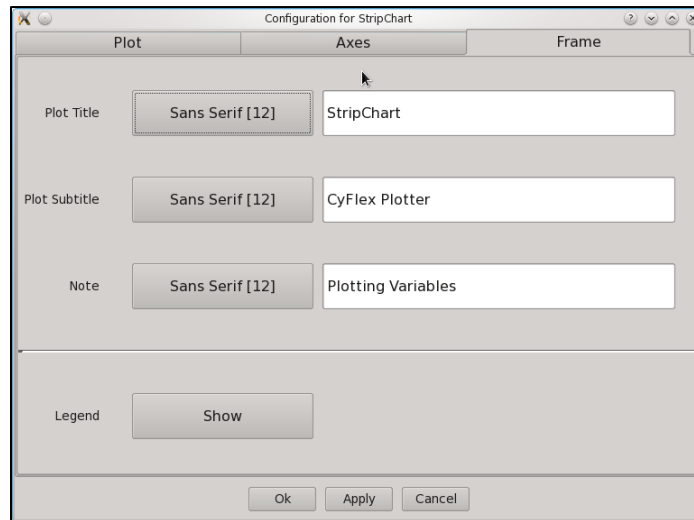 Configuration for StripChart
Plot Axes Frame
Plot Title Sans Serif [12] StripChart
Plot Subtitle Sans Serif [12] CyFlex Plotter
Note Sans Serif [12] Plotting Variables
Legend Show
Ok Apply Cancel